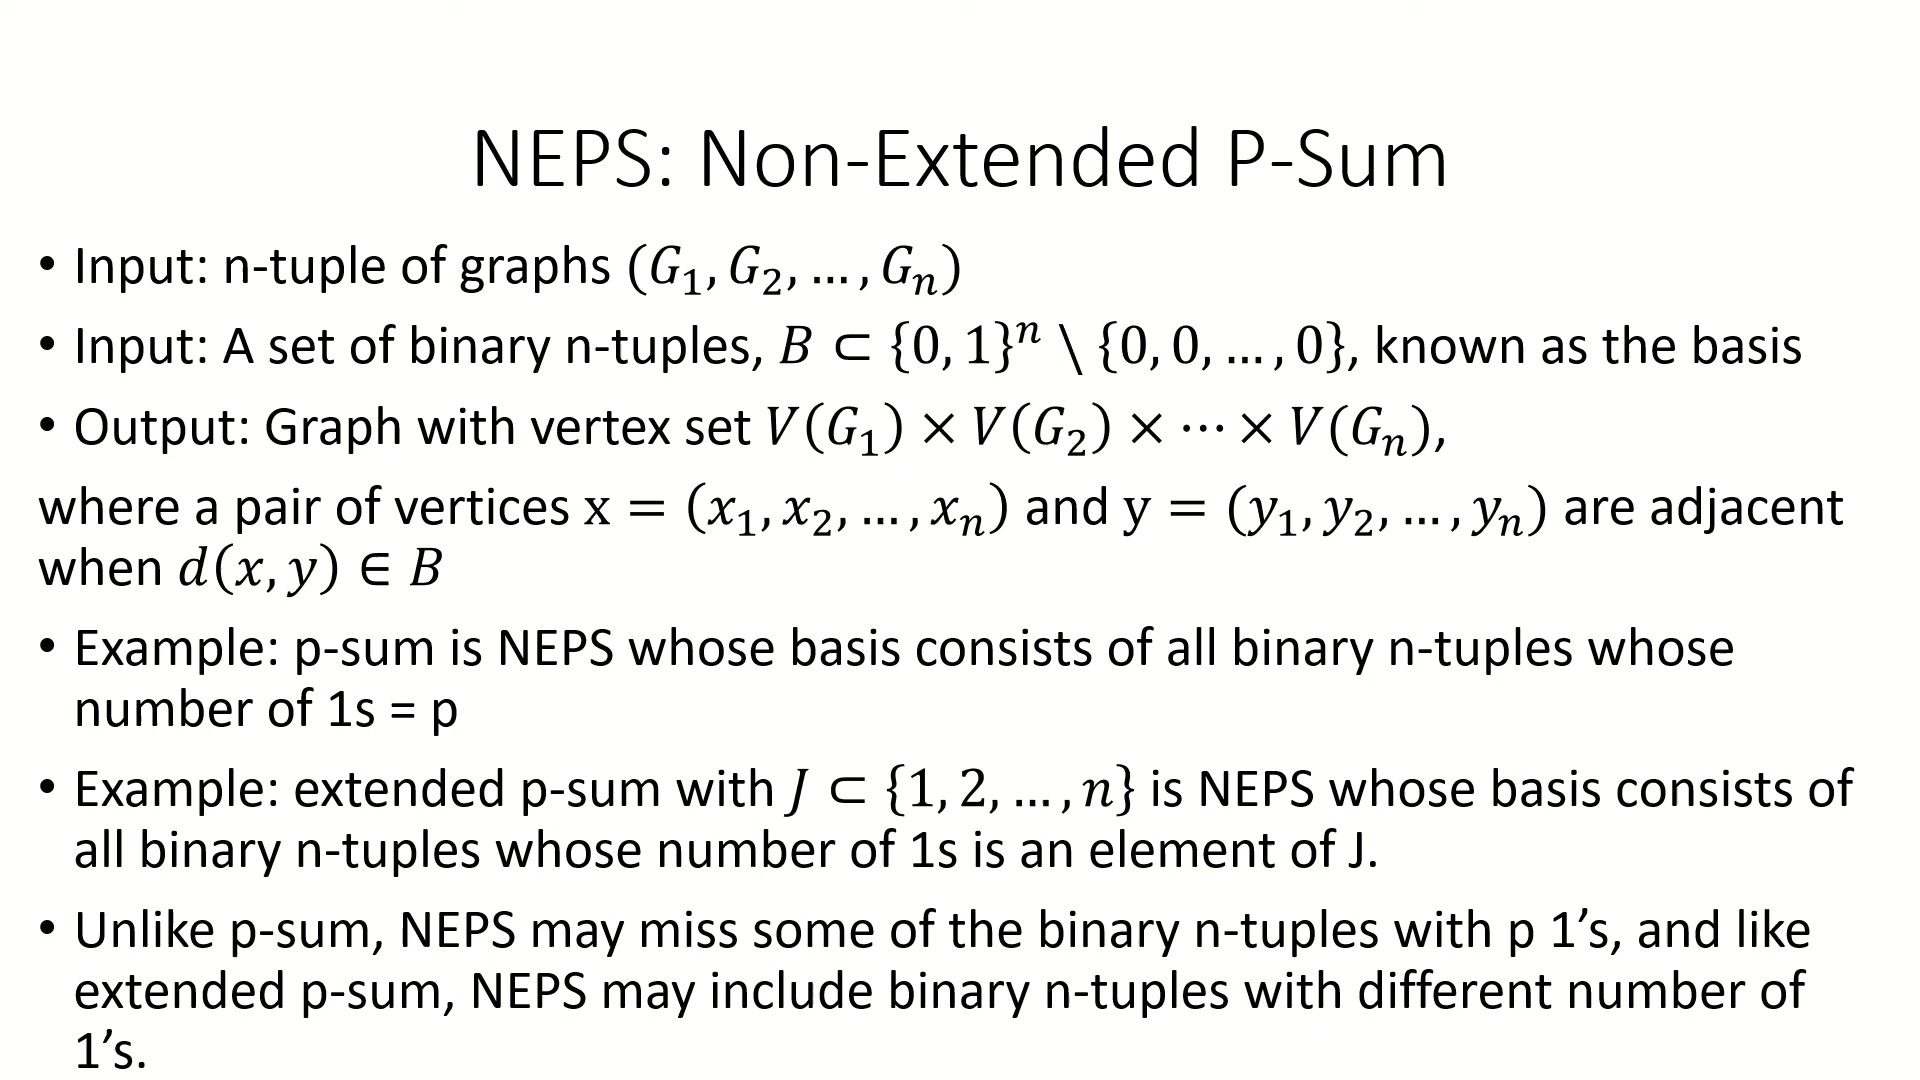 NEPS: Non-Extended P-Sum
• Input: n-tuple of graphs (G₁, G₂, … , Gₙ)
• Input: A set of binary n-tuples, B ⊂ {0, 1}ⁿ \ {0, 0, … , 0}, known as the basis
• Output: Graph with vertex set V(G₁) × V(G₂) × ⋯ × V(Gₙ),
where a pair of vertices x = (x₁, x₂, … , xₙ) and y = (y₁, y₂, … , yₙ) are adjacent
when d(x, y) ∈ B
• Example: p-sum is NEPS whose basis consists of all binary n-tuples whose
number of 1s = p
• Example: extended p-sum with J ⊂ {1, 2, … , n} is NEPS whose basis consists of
all binary n-tuples whose number of 1s is an element of J.
• Unlike p-sum, NEPS may miss some of the binary n-tuples with p 1’s, and like
extended p-sum, NEPS may include binary n-tuples with different number of
1’s.